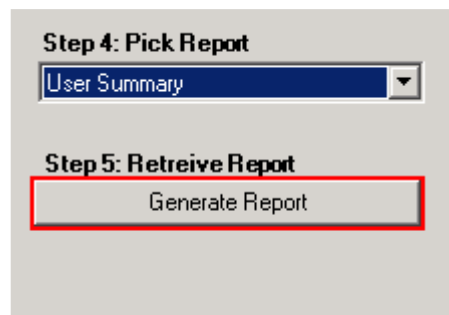 Step 4: Pick Report
User Summary
Step 5: Retreive Report
Generate Report